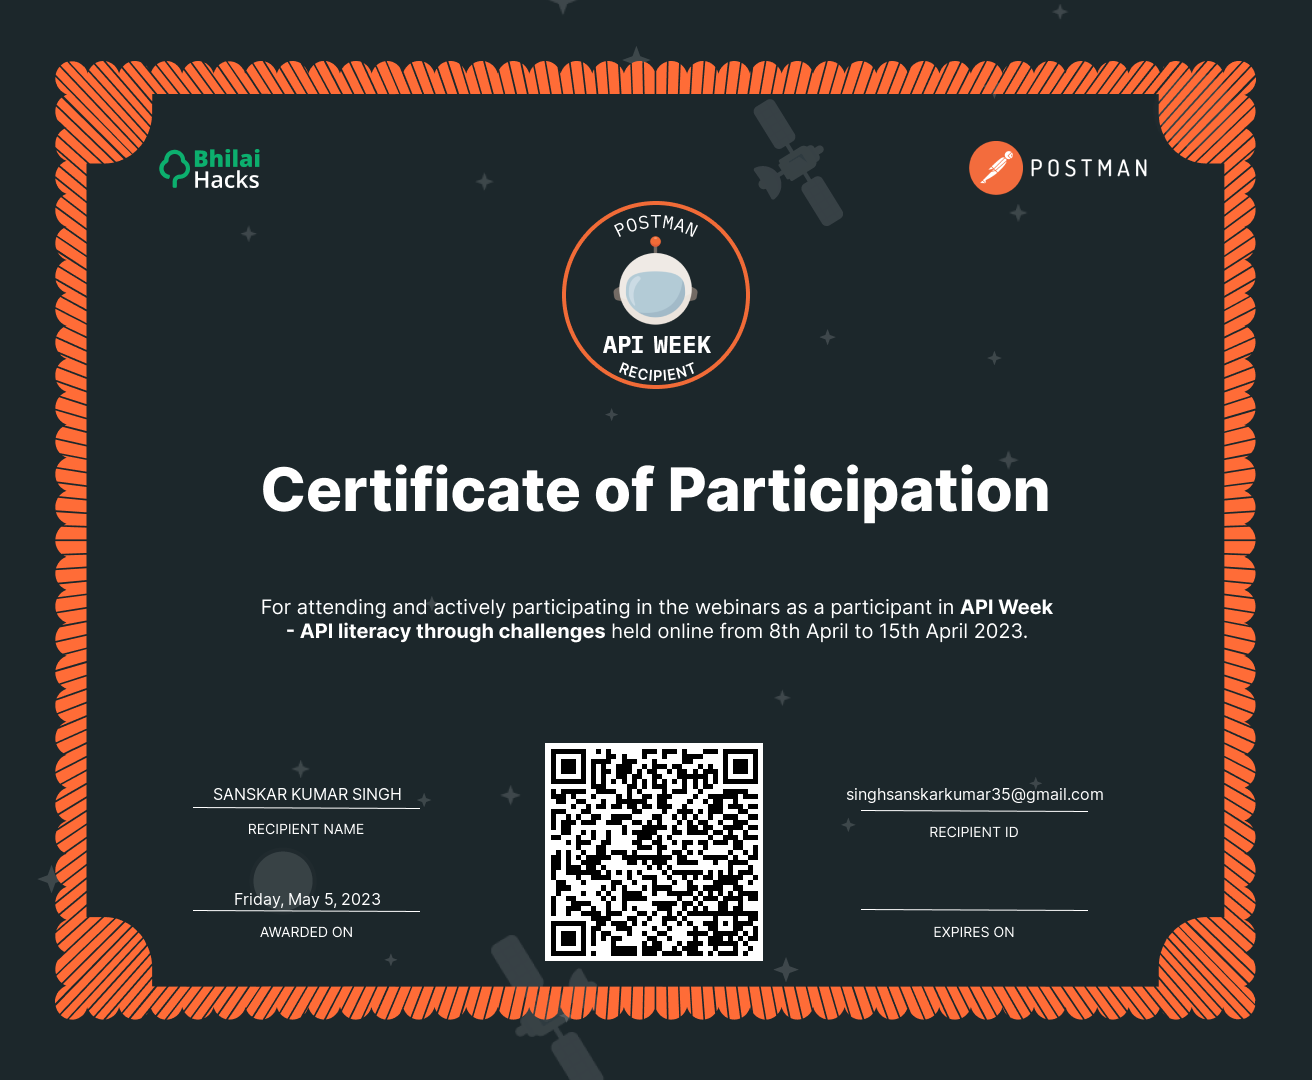 Bhilai
Hacks
POSTMAN
POSTMAN
API WEEK
RECIPIENT
Certificate of Participation
For attending and actively participating in the webinars as a participant in API Week
- API literacy through challenges held online from 8th April to 15th April 2023.
SANSKAR KUMAR SINGH
RECIPIENT NAME
singhsanskarkumar35@gmail.com
RECIPIENT ID
Friday, May 5, 2023
AWARDED ON
EXPIRES ON